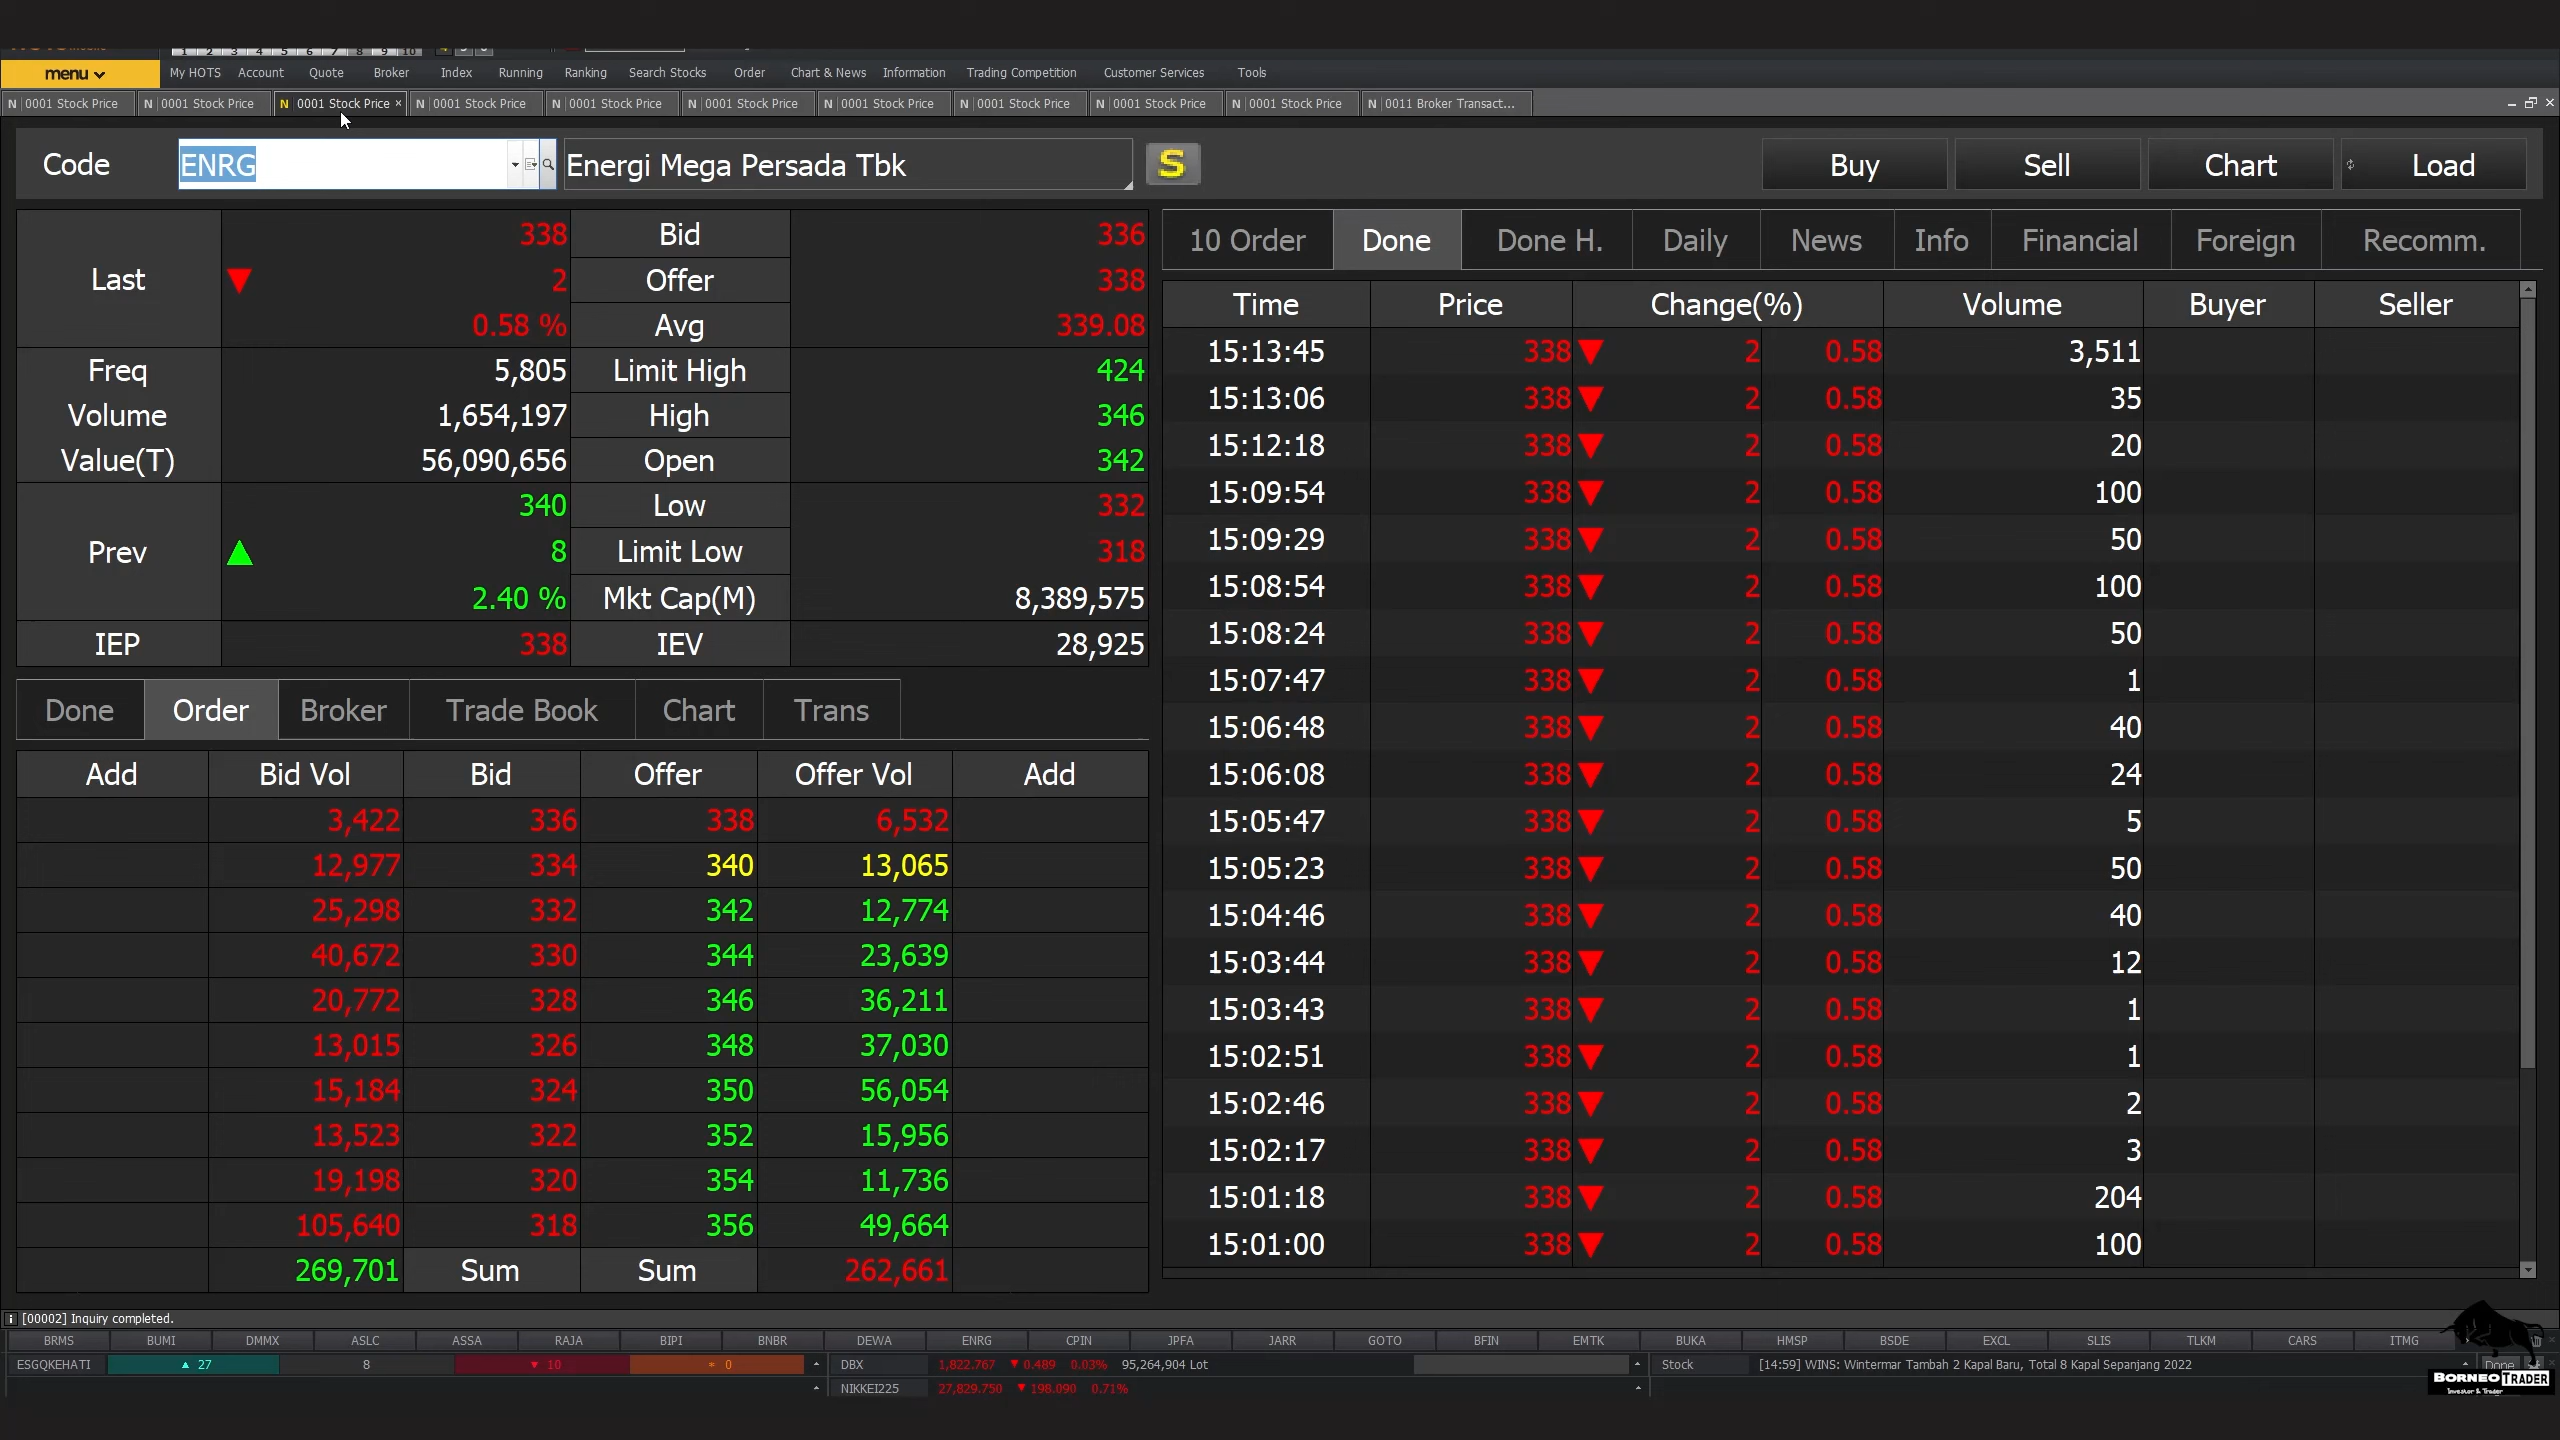 1 2 3 4 5 6 7 8 9 10
menu My HOTS Account Quote Broker Index Running Ranking Search Stocks Order Chart & News Information Trading Competition Customer Services Tools
N 0001 Stock Price N 0001 Stock Price N 0001 Stock Price × N 0001 Stock Price N 0001 Stock Price N 0001 Stock Price N 0001 Stock Price N 0001 Stock Price N 0001 Stock Price N 0001 Stock Price N 0011 Broker Transact...
Code ENRG Energi Mega Persada Tbk S Buy Sell Chart Load
338 Bid 336
Last ▼ 2 Offer 338
0.58 % Avg 339.08
Freq 5,805 Limit High 424
Volume 1,654,197 High 346
Value(T) 56,090,656 Open 342
340 Low 332
Prev ▲ 8 Limit Low 318
2.40 % Mkt Cap(M) 8,389,575
IEP 338 IEV 28,925
Done Order Broker Trade Book Chart Trans
Add Bid Vol Bid Offer Offer Vol Add
3,422 336 338 6,532
12,977 334 340 13,065
25,298 332 342 12,774
40,672 330 344 23,639
20,772 328 346 36,211
13,015 326 348 37,030
15,184 324 350 56,054
13,523 322 352 15,956
19,198 320 354 11,736
105,640 318 356 49,664
269,701 Sum Sum 262,661
10 Order Done Done H. Daily News Info Financial Foreign Recomm.
Time Price Change(%) Volume Buyer Seller
15:13:45 338 ▼ 2 0.58 3,511
15:13:06 338 ▼ 2 0.58 35
15:12:18 338 ▼ 2 0.58 20
15:09:54 338 ▼ 2 0.58 100
15:09:29 338 ▼ 2 0.58 50
15:08:54 338 ▼ 2 0.58 100
15:08:24 338 ▼ 2 0.58 50
15:07:47 338 ▼ 2 0.58 1
15:06:48 338 ▼ 2 0.58 40
15:06:08 338 ▼ 2 0.58 24
15:05:47 338 ▼ 2 0.58 5
15:05:23 338 ▼ 2 0.58 50
15:04:46 338 ▼ 2 0.58 40
15:03:44 338 ▼ 2 0.58 12
15:03:43 338 ▼ 2 0.58 1
15:02:51 338 ▼ 2 0.58 1
15:02:46 338 ▼ 2 0.58 2
15:02:17 338 ▼ 2 0.58 3
15:01:18 338 ▼ 2 0.58 204
15:01:00 338 ▼ 2 0.58 100
[00002] Inquiry completed.
BRMS BUMI DMMX ASLC ASSA RAJA BIPI BNBR DEWA ENRG CPIN JPFA JARR GOTO BFIN EMTK BUKA HMSP BSDE EXCL SLIS TLKM CARS ITMG
ESGQKEHATI ▲ 27 8 ▼ 10 * 0 DBX 1,822.767 ▼ 0.489 0.03% 95,264,904 Lot Stock [14:59] WINS: Wintermar Tambah 2 Kapal Baru, Total 8 Kapal Sepanjang 2022 Done
NIKKEI225 27,829.750 ▼ 198.090 0.71%
BORNEO TRADER
Investor & Trader